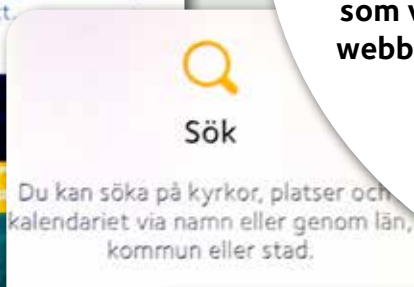 som v
webb
Sök
Du kan söka på kyrkor, platser och
kalendariet via namn eller genom län,
kommun eller stad.